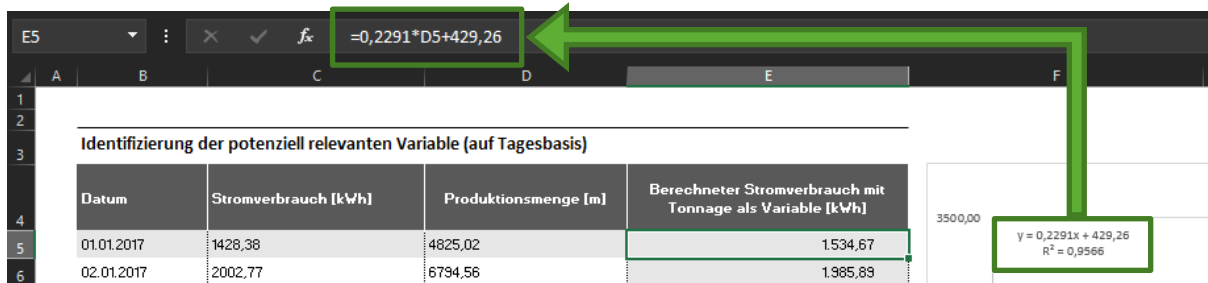 E5 fx =0,2291*D5+429,26
A B C D E F
1
2
3 Identifizierung der potenziell relevanten Variable (auf Tagesbasis)
4 Datum Stromverbrauch [kWh] Produktionsmenge [m] Berechneter Stromverbrauch mit
Tonnage als Variable [kWh]
3500,00
5 01.01.2017 1428,38 4825,02 1.534,67
y = 0,2291x + 429,26
R² = 0,9566
6 02.01.2017 2002,77 6794,56 1.985,89